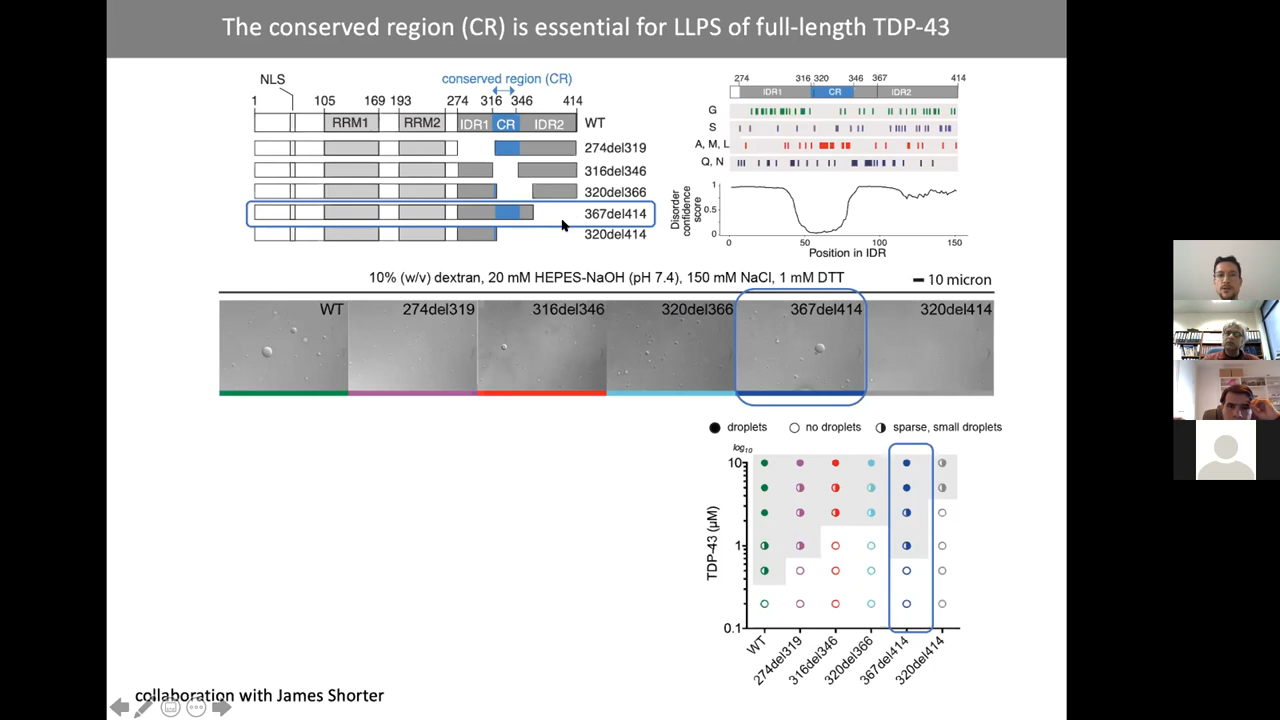 The conserved region (CR) is essential for LLPS of full-length TDP-43
NLS
conserved region (CR)
1 105 169 193 274 316 346 414
RRM1 RRM2 IDR1 CR IDR2 WT
274del319
316del346
320del366
367del414
320del414
274 316 320 346 367 414
IDR1 CR IDR2
G
S
A, M, L
Q, N
Disorder confidence score
1
0.5
0
0 50 100 150
Position in IDR
10% (w/v) dextran, 20 mM HEPES-NaOH (pH 7.4), 150 mM NaCl, 1 mM DTT
10 micron
WT 274del319 316del346 320del366 367del414 320del414
droplets no droplets sparse, small droplets
log10
10
1
0.1
TDP-43 (µM)
WT 274del319 316del346 320del366 367del414 320del414
collaboration with James Shorter